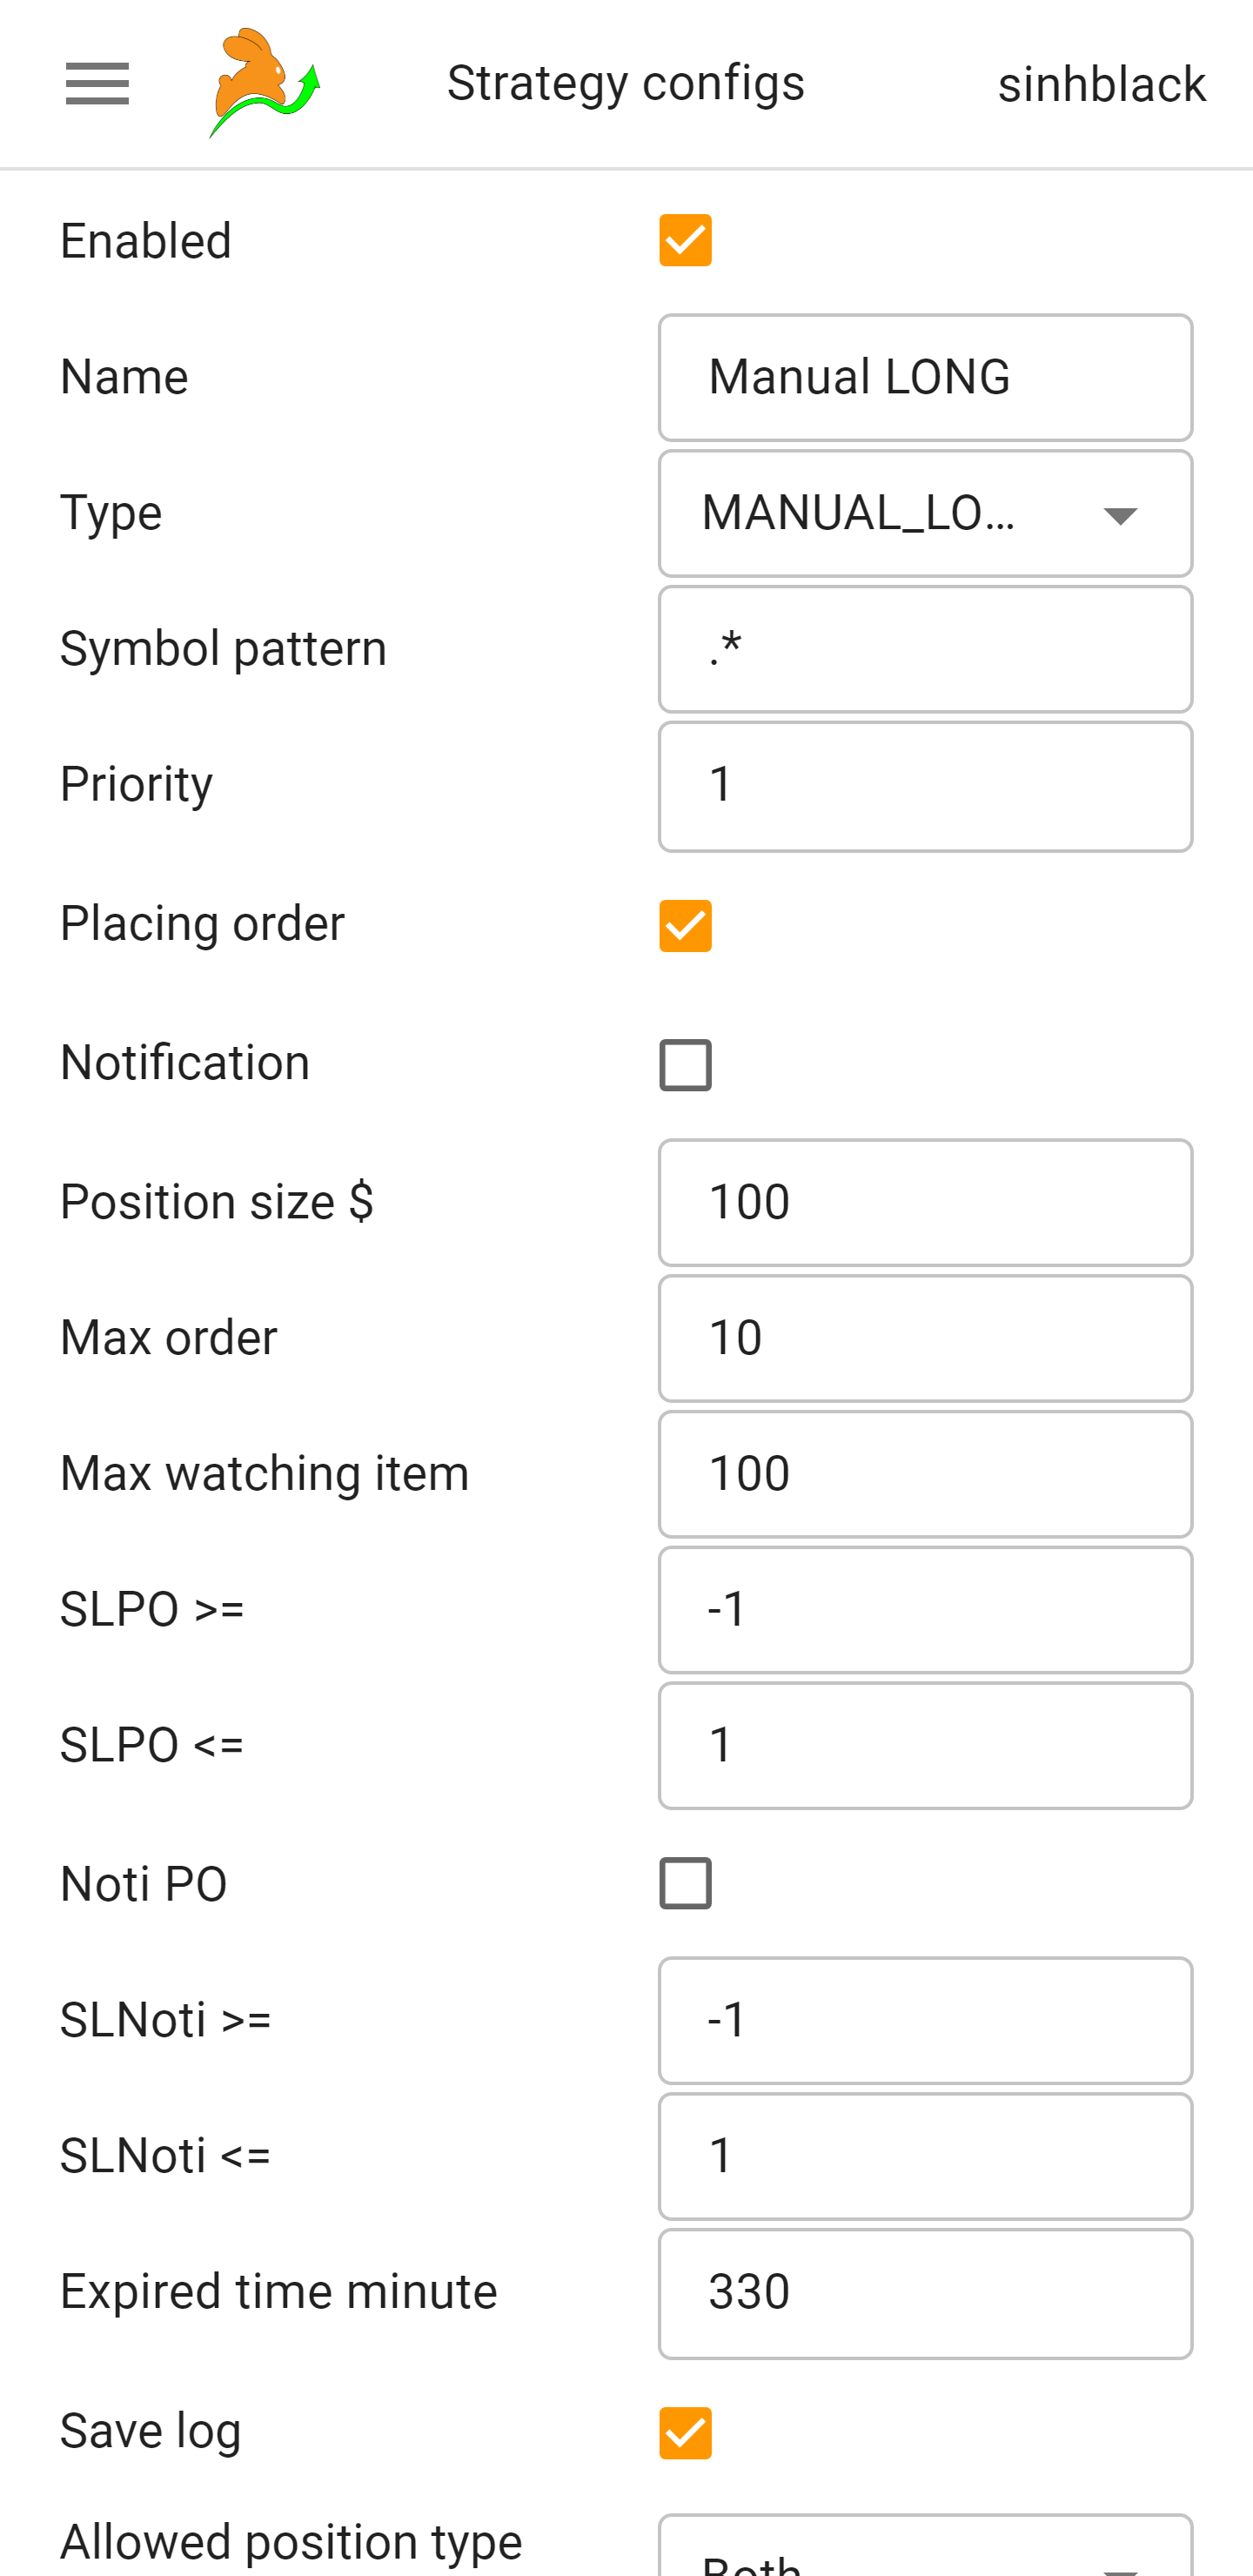 Strategy configs sinhblack
Enabled
Name Manual LONG
Type MANUAL_LO...
Symbol pattern .*
Priority 1
Placing order
Notification
Position size $ 100
Max order 10
Max watching item 100
SLPO >= -1
SLPO <= 1
Noti PO
SLNoti >= -1
SLNoti <= 1
Expired time minute 330
Save log
Allowed position type Both